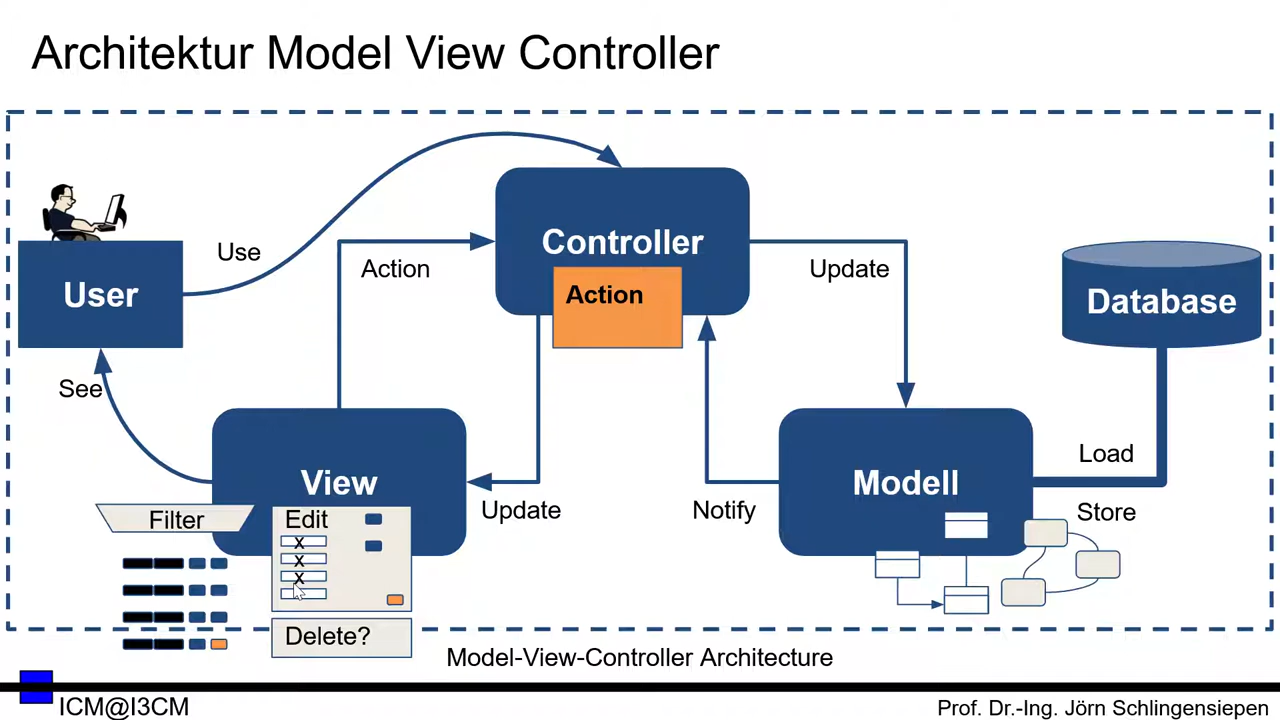 Architektur Model View Controller
Use
Controller
Action
Action
Update
User
Database
See
View
Update
Notify
Modell
Load
Store
Filter
Edit
x
x
x
Delete?
Model-View-Controller Architecture
ICM@I3CM
Prof. Dr.-Ing. Jörn Schlingensiepen